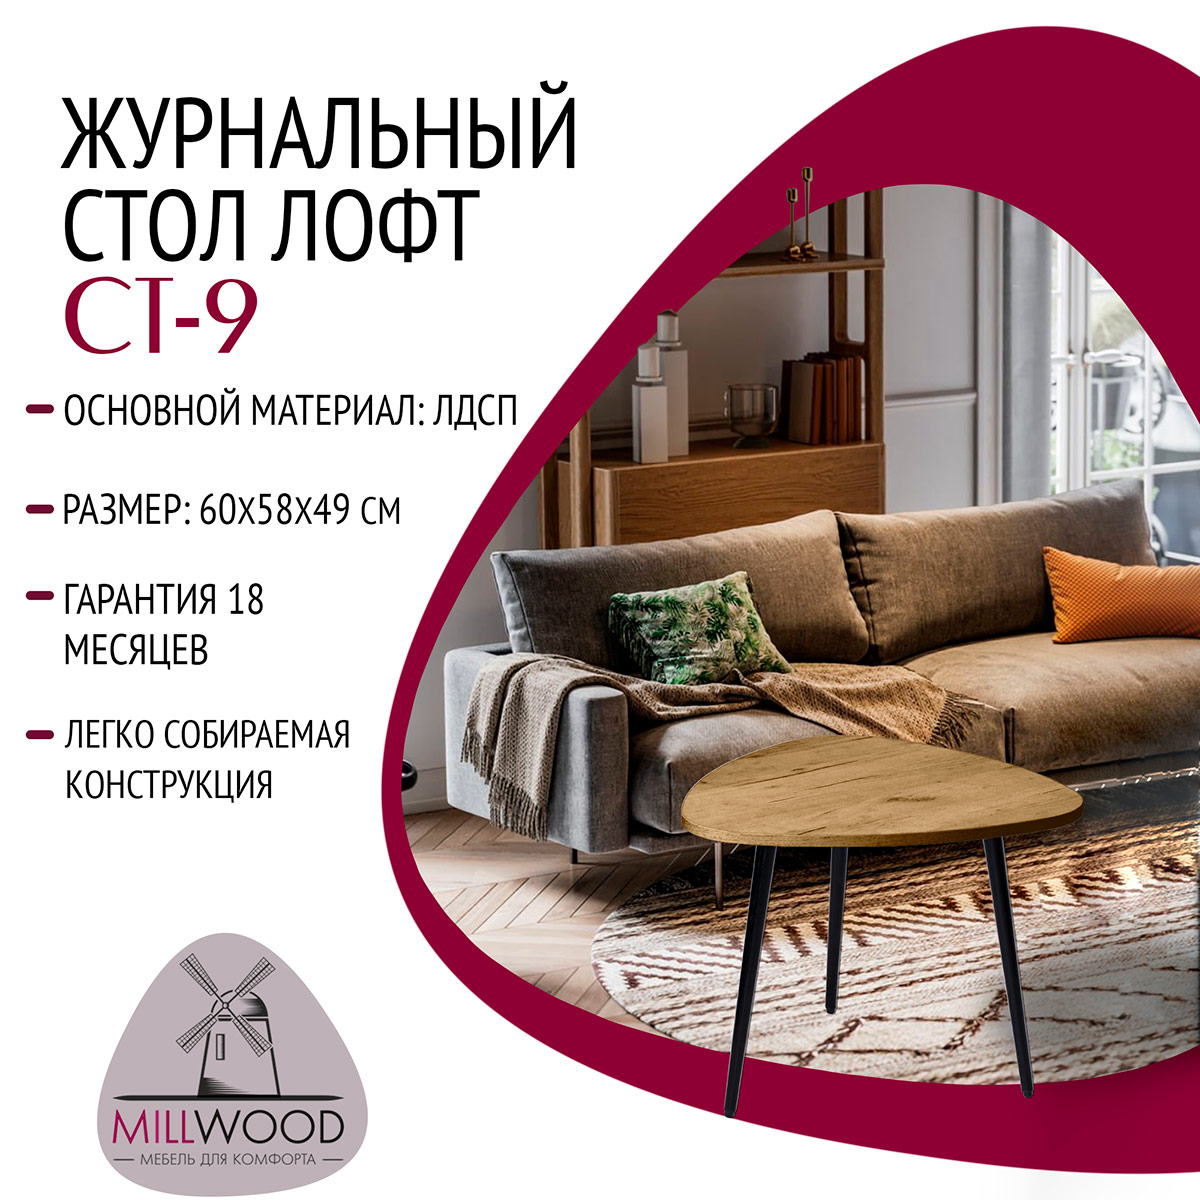 ЖУРНАЛЬНЫЙ
СТОЛ ЛОФТ
СТ-9
ОСНОВНОЙ МАТЕРИАЛ: ЛДСП
РАЗМЕР: 60х58х49 СМ
ГАРАНТИЯ 18
МЕСЯЦЕВ
ЛЕГКО СОБИРАЕМАЯ
КОНСТРУКЦИЯ
MILLWOOD
МЕБЕЛЬ ДЛЯ КОМФОРТА